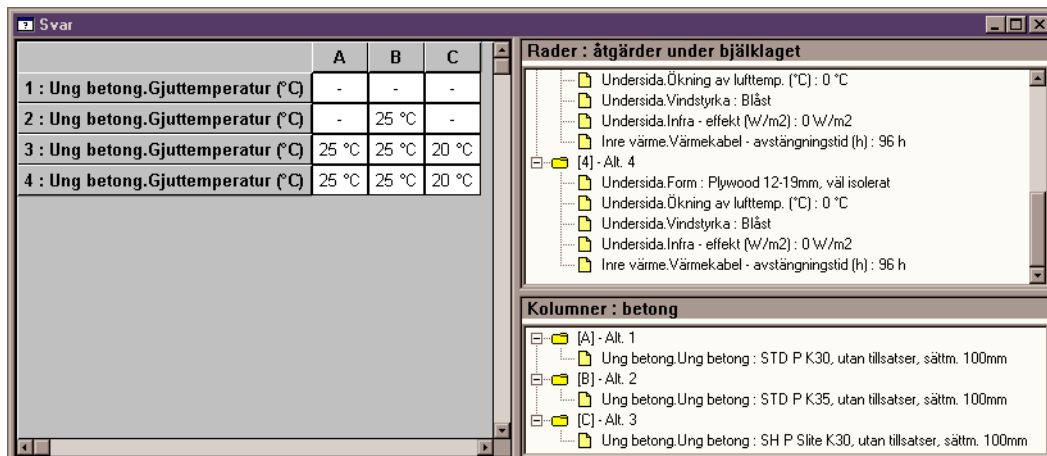 Svar
A B C
1 : Ung betong.Gjuttemperatur (°C) - - -
2 : Ung betong.Gjuttemperatur (°C) - 25 °C -
3 : Ung betong.Gjuttemperatur (°C) 25 °C 25 °C 20 °C
4 : Ung betong.Gjuttemperatur (°C) 25 °C 25 °C 20 °C
Rader : åtgärder under bjälklaget
Undersida.Ökning av lufttemp. (°C) : 0 °C
Undersida.Vindstyrka : Blåst
Undersida.Infra - effekt (W/m2) : 0 W/m2
Inre värme.Värmekabel - avstängningstid (h) : 96 h
[4] - Alt. 4
Undersida.Form : Plywood 12-19mm, väl isolerat
Undersida.Ökning av lufttemp. (°C) : 0 °C
Undersida.Vindstyrka : Blåst
Undersida.Infra - effekt (W/m2) : 0 W/m2
Inre värme.Värmekabel - avstängningstid (h) : 96 h
Kolumner : betong
[A] - Alt. 1
Ung betong.Ung betong : STD P K30, utan tillsatser, sättm. 100mm
[B] - Alt. 2
Ung betong.Ung betong : STD P K35, utan tillsatser, sättm. 100mm
[C] - Alt. 3
Ung betong.Ung betong : SH P Slite K30, utan tillsatser, sättm. 100mm